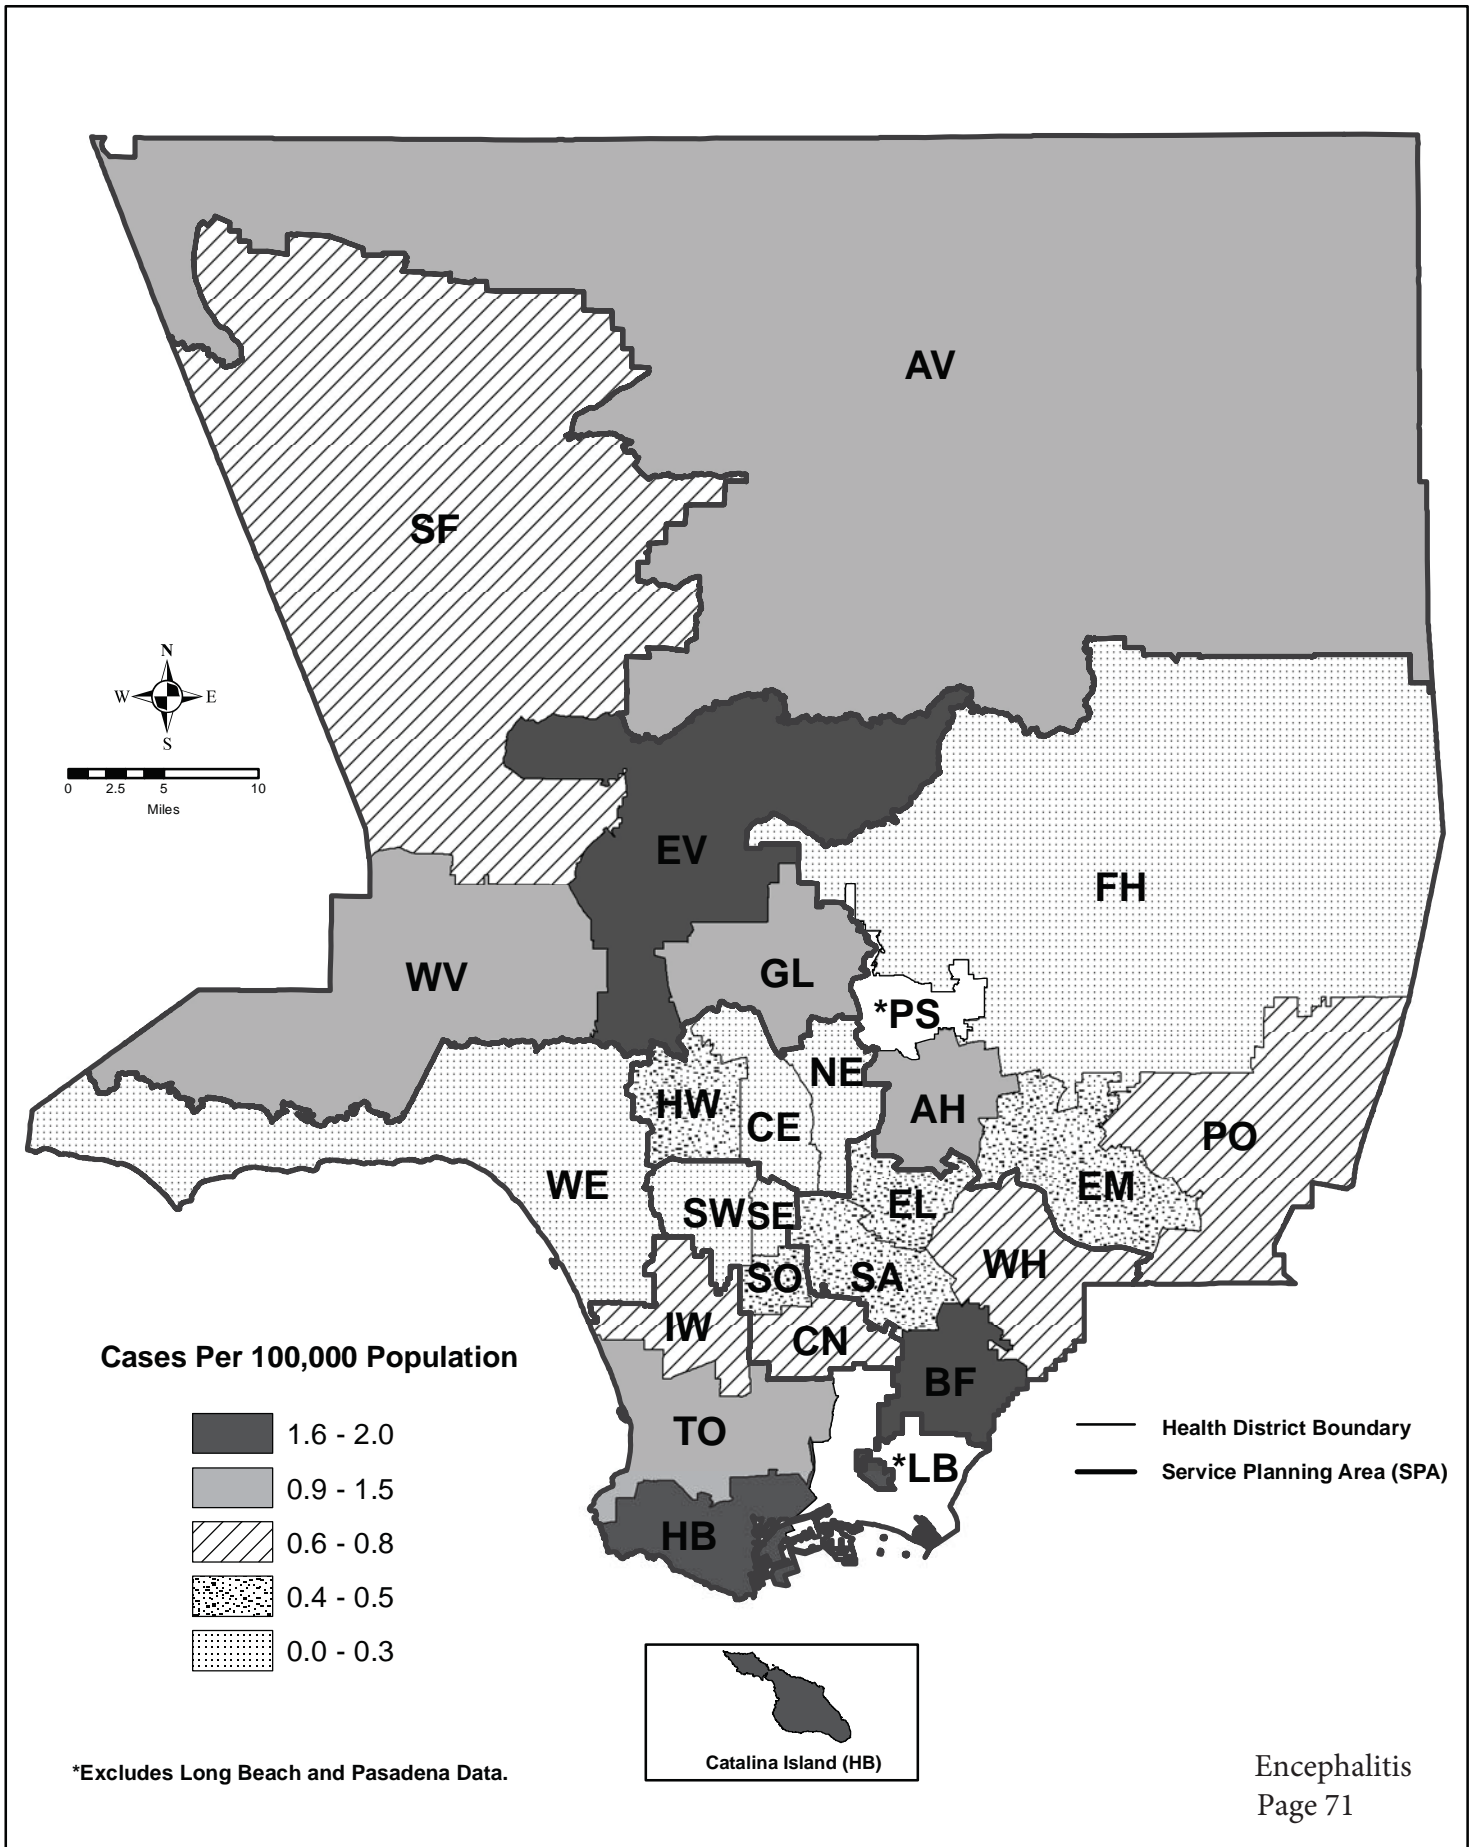 AV
SF
N
W E
S
0 2.5 5 10
Miles
EV
FH
WV
GL
*PS
NE
HW
AH
CE
PO
WE
EM
SW
SE
EL
WH
SO
SA
IW
CN
Cases Per 100,000 Population
BF
1.6 - 2.0
TO
Health District Boundary
*LB
Service Planning Area (SPA)
0.9 - 1.5
HB
0.6 - 0.8
0.4 - 0.5
0.0 - 0.3
Catalina Island (HB)
*Excludes Long Beach and Pasadena Data.
Encephalitis
Page 71